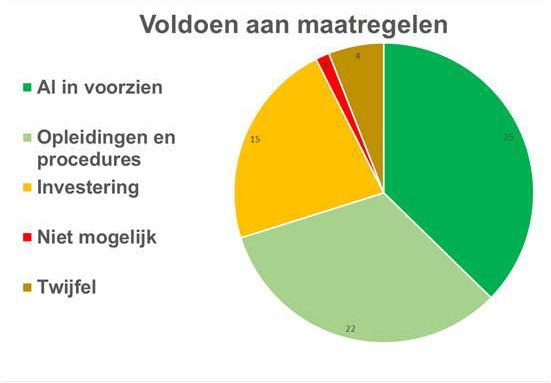 Voldoen aan maatregelen
Al in voorzien
Opleidingen en
procedures
Investering
Niet mogelijk
Twijfel
4
25
15
22